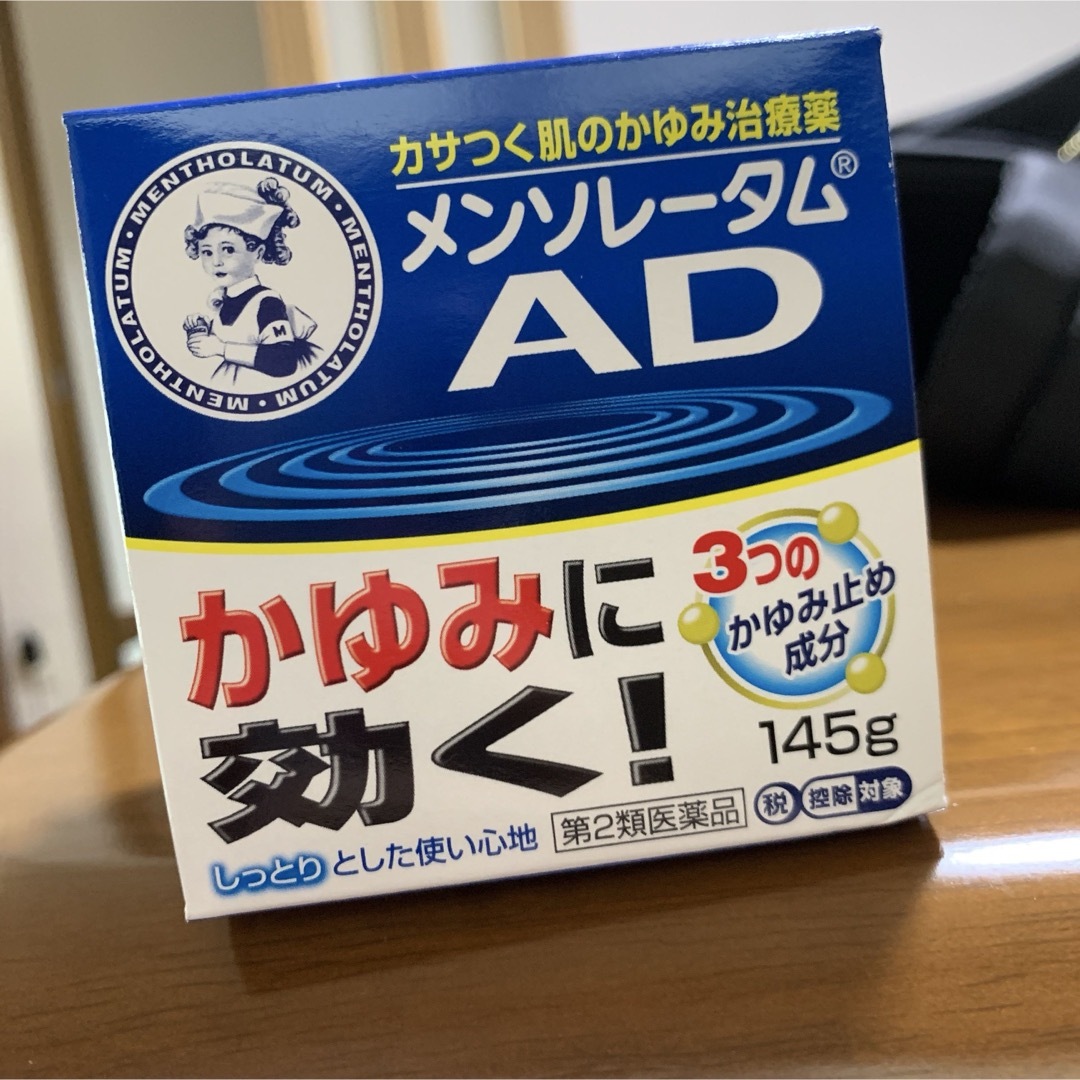 MENTHOLATUM・MENTHOLATUM・MENTHOLATUM・MENTHOLATUM・
M
カサつく肌のかゆみ治療薬
メンソレータム®
AD
かゆみに
効く!
3つの
かゆみ止め
成分
145g
しっとりとした使い心地
第2類医薬品
税 控除対象